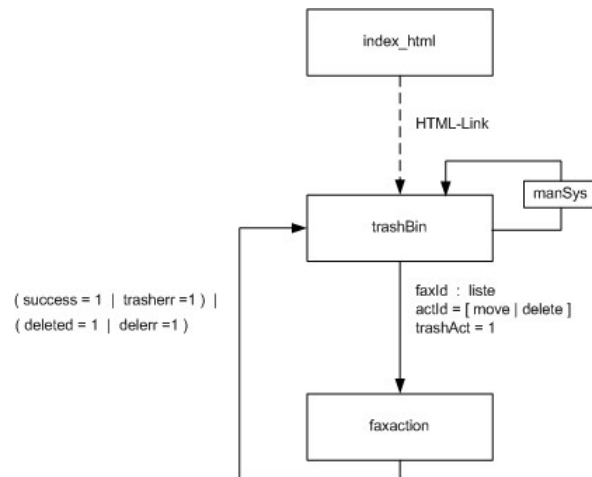 index_html
HTML-Link
manSys
trashBin
( success = 1 | trasherr =1 ) |
( deleted = 1 | delerr =1 )
faxId : liste
actId = [ move | delete ]
trashAct = 1
faxaction